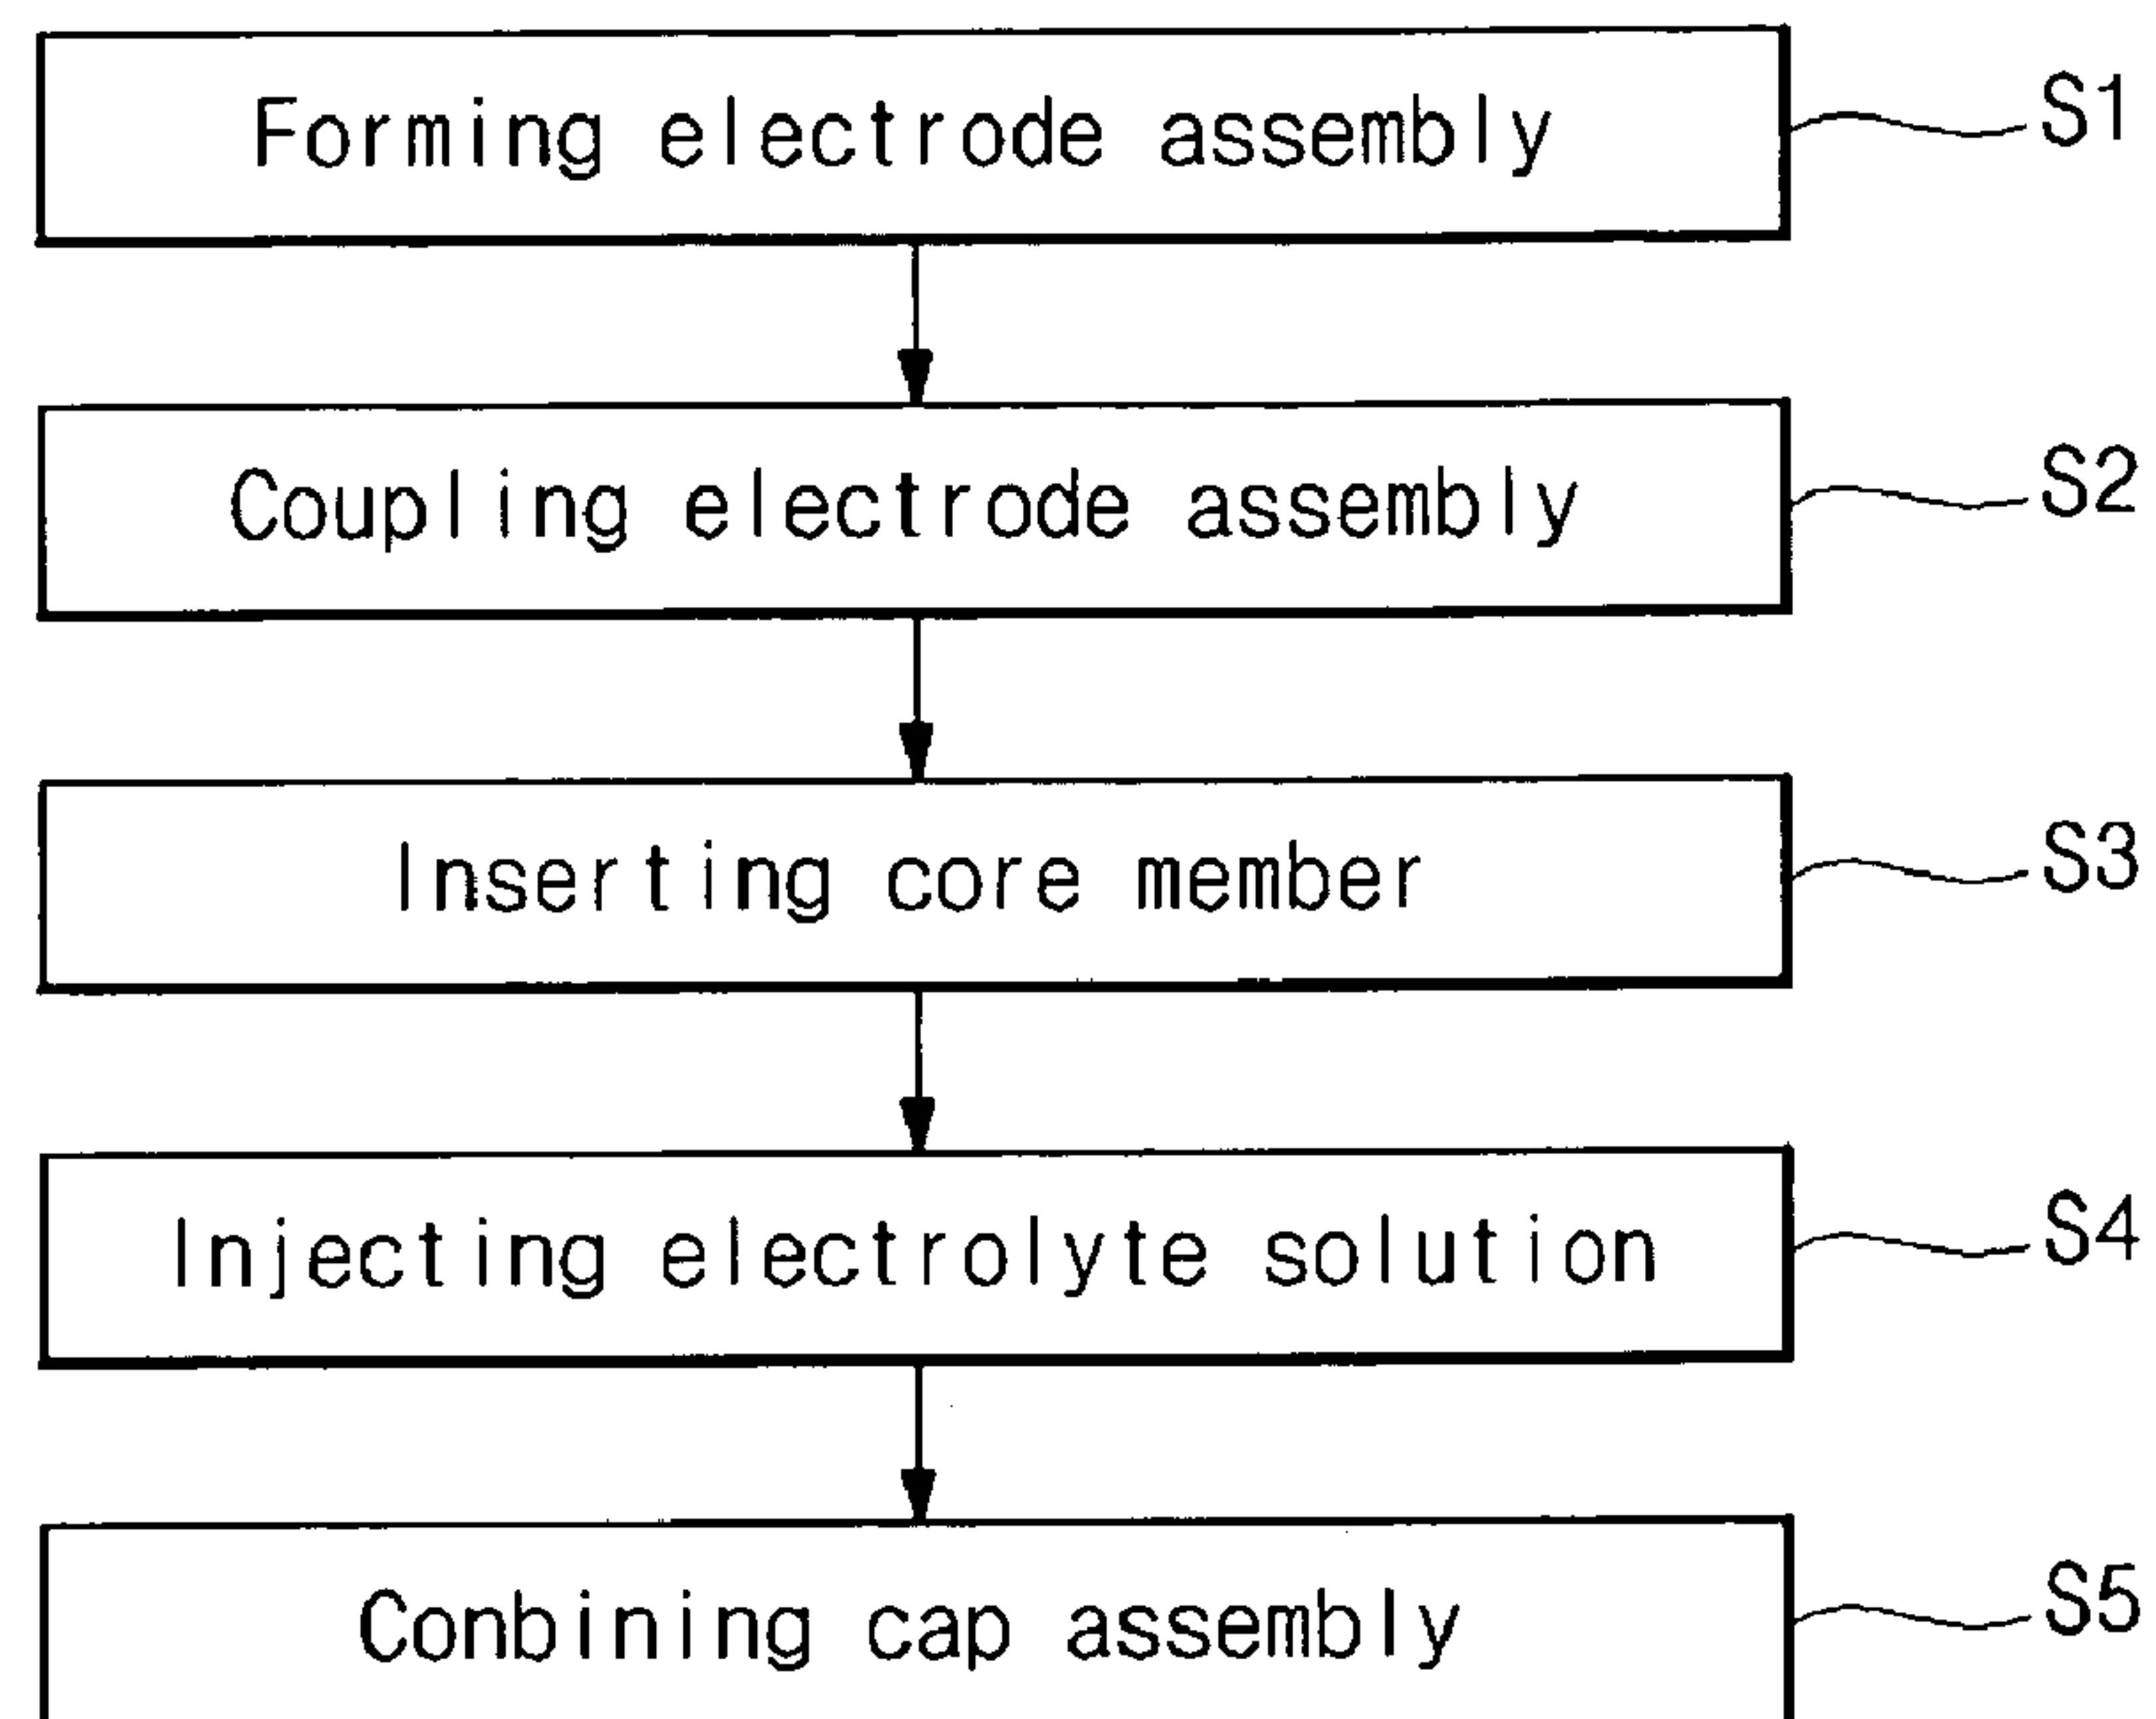 Forming electrode assembly S1
Coupling electrode assembly S2
Inserting core member S3
Injecting electrolyte solution S4
Conbining cap assembly S5